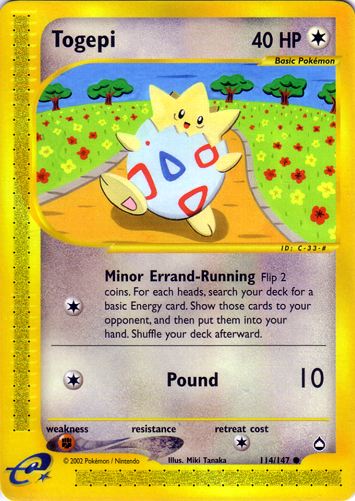 Togepi 40 HP
Basic Pokémon
ID: C-33-#
Minor Errand-Running Flip 2
coins. For each heads, search your deck for a
basic Energy card. Show those cards to your
opponent, and then put them into your
hand. Shuffle your deck afterward.
Pound 10
weakness resistance retreat cost
Illus. Miki Tanaka
© 2002 Pokémon / Nintendo 114/147
e